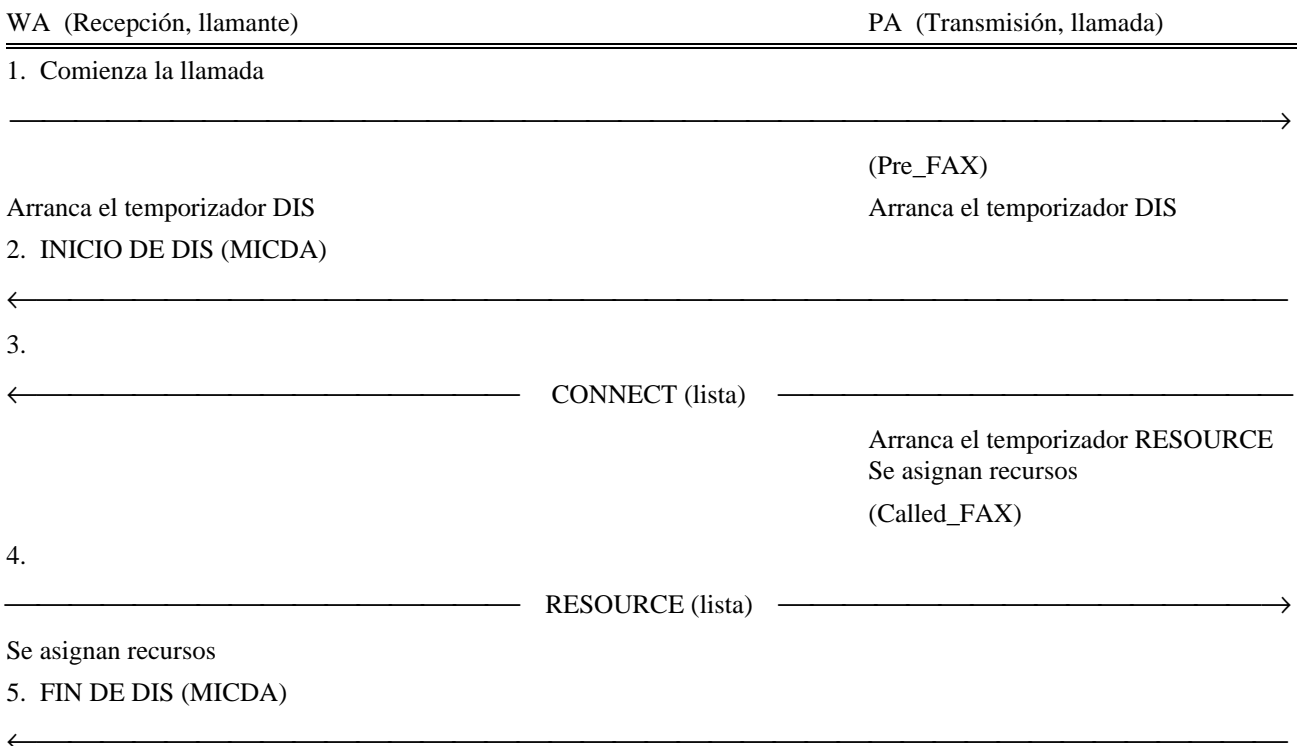 WA (Recepción, llamante) PA (Transmisión, llamada)
1. Comienza la llamada
(Pre_FAX)
Arranca el temporizador DIS Arranca el temporizador DIS
2. INICIO DE DIS (MICDA)
3.
CONNECT (lista)
Arranca el temporizador RESOURCE
Se asignan recursos
(Called_FAX)
4.
RESOURCE (lista)
Se asignan recursos
5. FIN DE DIS (MICDA)